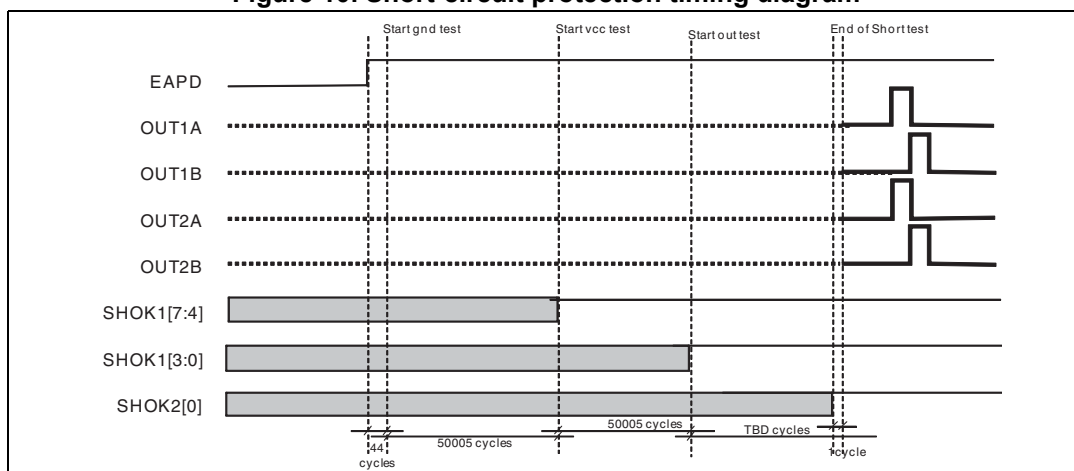 Figure 16. Short-circuit protection timing diagram
Start gnd test
Start vcc test
Start out test
End of Short test
EAPD
OUT1A
OUT1B
OUT2A
OUT2B
SHOK1[7:4]
SHOK1[3:0]
SHOK2[0]
44 cycles
50005 cycles
50005 cycles
TBD cycles
1 cycle